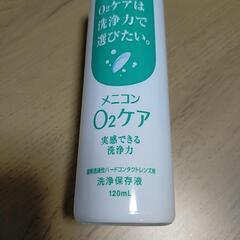 O2ケアは
洗浄力で
選びたい。
メニコン
O2ケア
実感できる
洗浄力
酸素透過性ハードコンタクトレンズ用
洗浄保存液
120mL